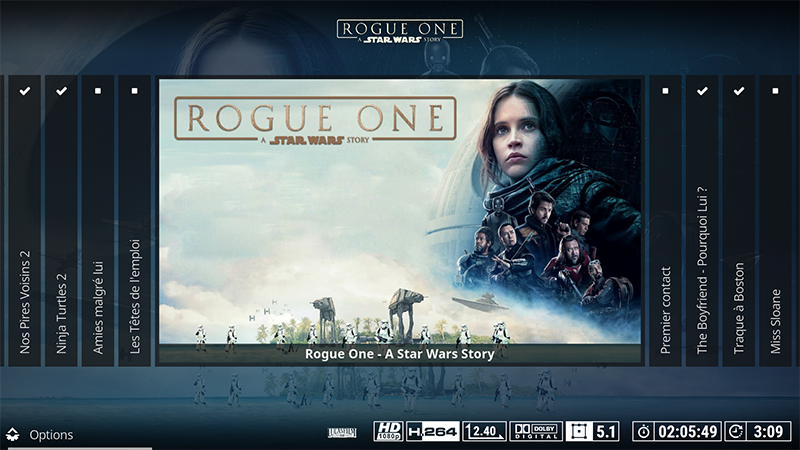 ROGUE ONE
A STAR WARS STORY
Nos Pires Voisins 2
Ninja Turtles 2
Amies malgré lui
Les Têtes de l'emploi
ROGUE ONE
A STAR WARS STORY
Rogue One - A Star Wars Story
Premier contact
The Boyfriend - Pourquoi Lui ?
Traque à Boston
Miss Sloane
Options
LUCASFILM
HD 1080p
H.264
2.40
DOLBY DIGITAL
5.1
02:05:49
3:09